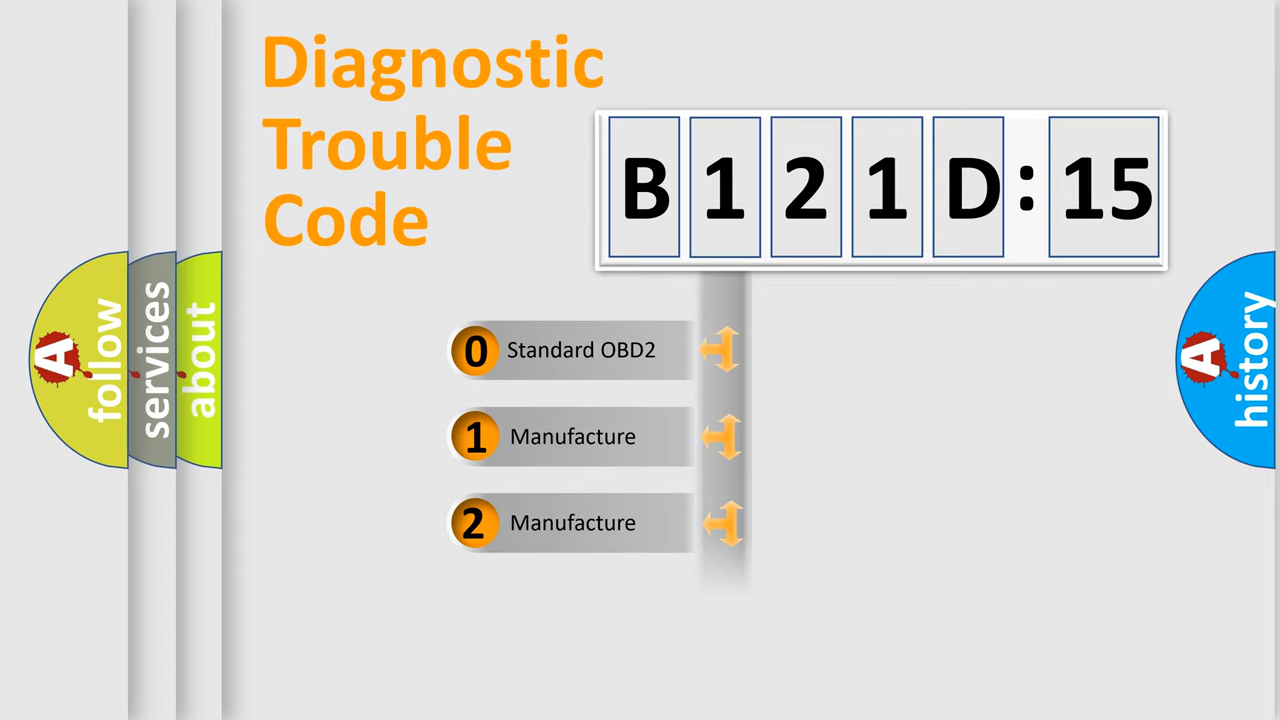 Diagnostic
Trouble
Code
B 1 2 1 D : 15
0 Standard OBD2
1 Manufacture
2 Manufacture
A follow
services
about
A history